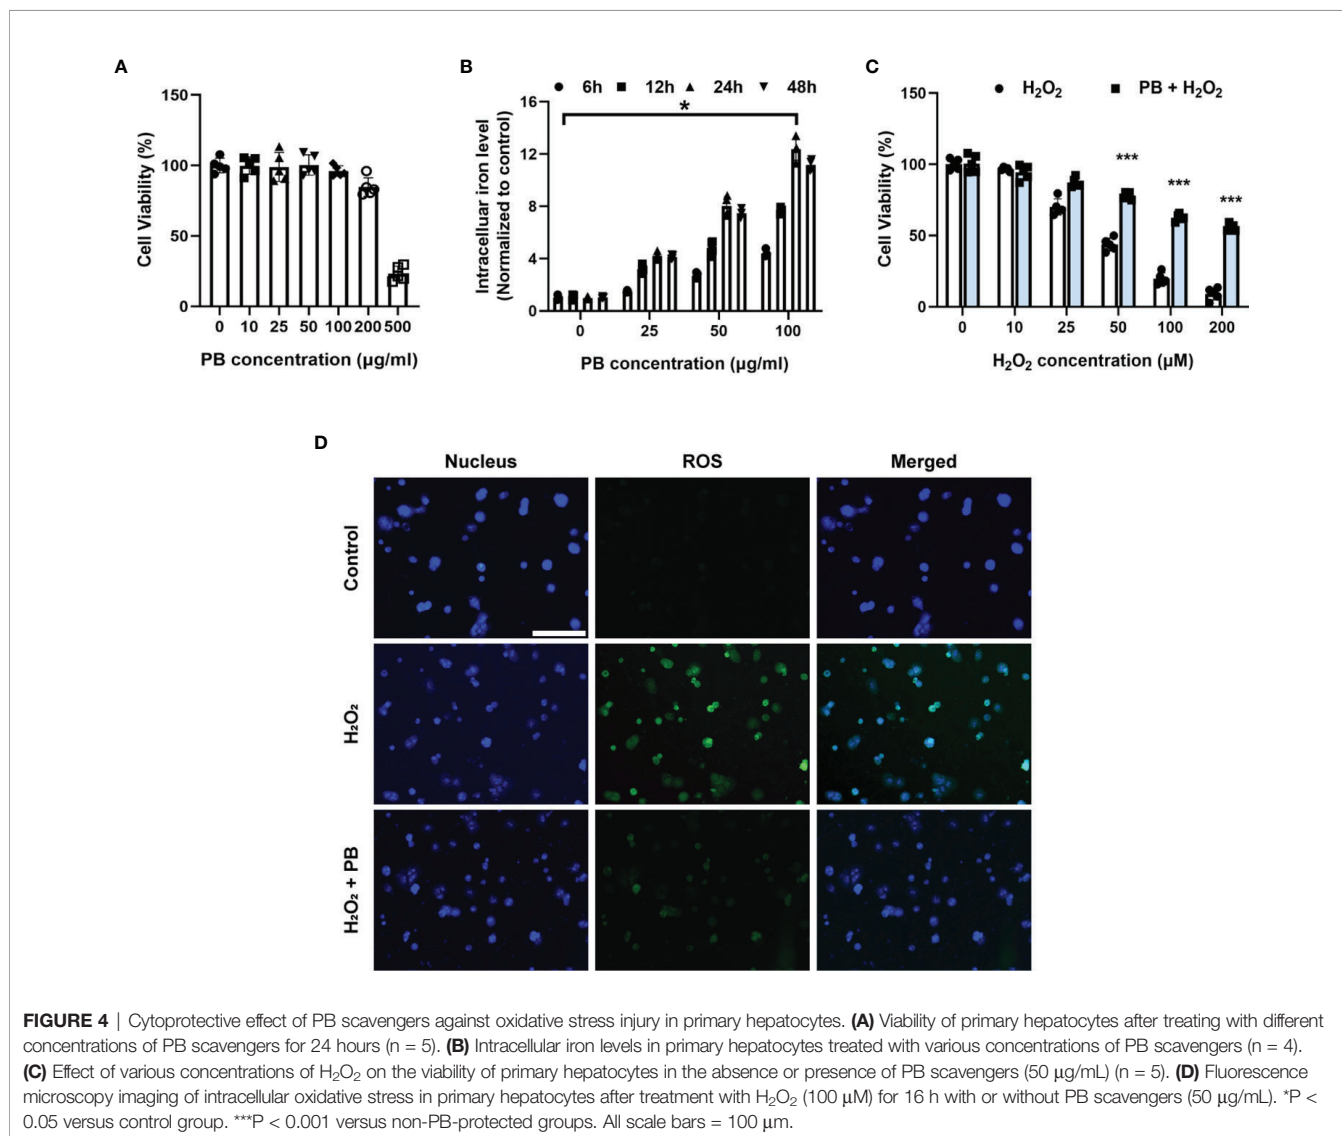 A
150
100
50
0
Cell Viability (%)
0 10 25 50 100 200 500
PB concentration (µg/ml)
B
6h 12h 24h 48h
*
16
12
8
4
0
Intracelluar iron level
(Normalized to control)
0 25 50 100
PB concentration (µg/ml)
C
H₂O₂ PB + H₂O₂
150
100
50
0
Cell Viability (%)
*** *** ***
0 10 25 50 100 200
H₂O₂ concentration (µM)
D
Nucleus ROS Merged
Control
H₂O₂
H₂O₂ + PB
FIGURE 4 | Cytoprotective effect of PB scavengers against oxidative stress injury in primary hepatocytes. (A) Viability of primary hepatocytes after treating with different
concentrations of PB scavengers for 24 hours (n = 5). (B) Intracellular iron levels in primary hepatocytes treated with various concentrations of PB scavengers (n = 4).
(C) Effect of various concentrations of H₂O₂ on the viability of primary hepatocytes in the absence or presence of PB scavengers (50 µg/mL) (n = 5). (D) Fluorescence
microscopy imaging of intracellular oxidative stress in primary hepatocytes after treatment with H₂O₂ (100 µM) for 16 h with or without PB scavengers (50 µg/mL). *P <
0.05 versus control group. ***P < 0.001 versus non-PB-protected groups. All scale bars = 100 µm.